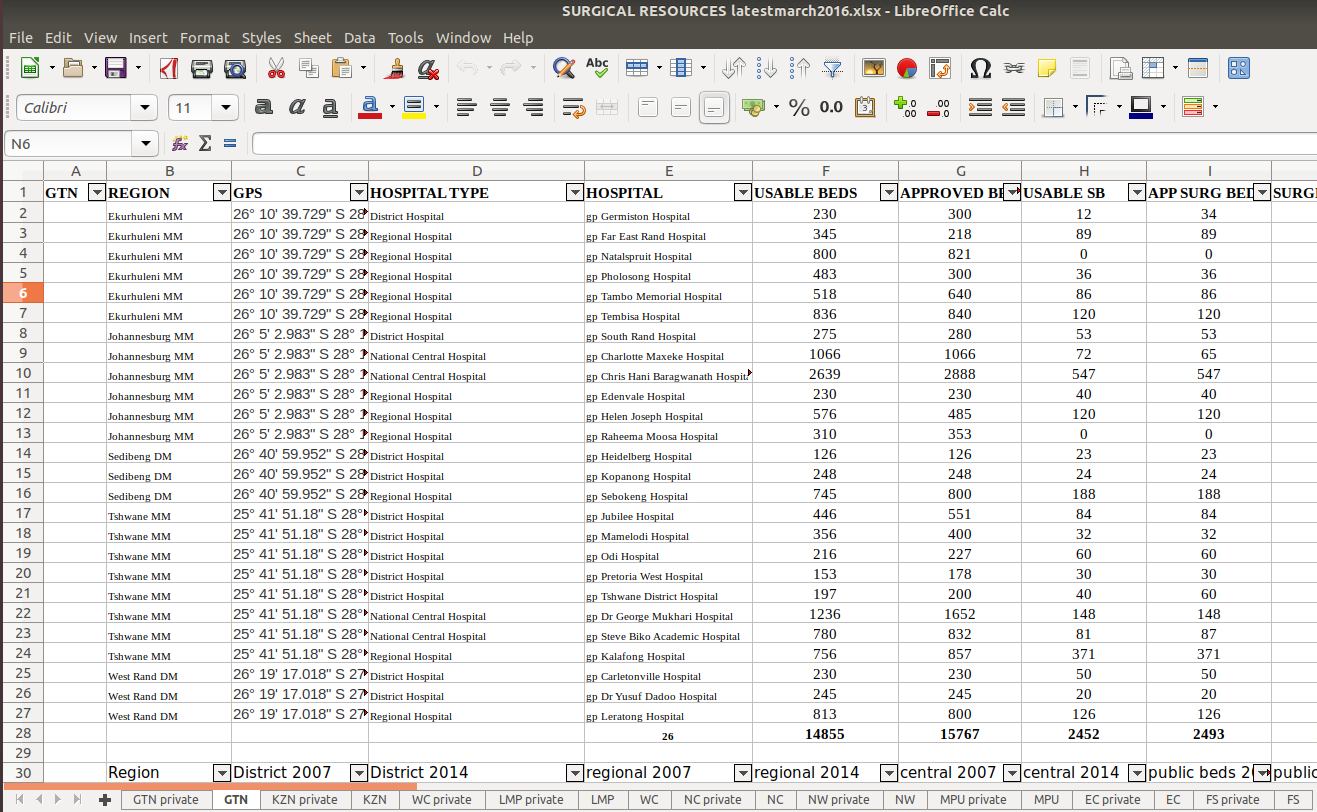 SURGICAL RESOURCES latestmarch2016.xlsx - LibreOffice Calc
File Edit View Insert Format Styles Sheet Data Tools Window Help
Abc
Calibri 11 a a a a % 0.0 3 .00 .00
N6 fx Σ =
A B C D E F G H I
1 GTN REGION GPS HOSPITAL TYPE HOSPITAL USABLE BEDS APPROVED BE USABLE SB APP SURG BED SURGI
2 Ekurhuleni MM 26° 10' 39.729" S 28 District Hospital gp Germiston Hospital 230 300 12 34
3 Ekurhuleni MM 26° 10' 39.729" S 28 Regional Hospital gp Far East Rand Hospital 345 218 89 89
4 Ekurhuleni MM 26° 10' 39.729" S 28 Regional Hospital gp Natalspruit Hospital 800 821 0 0
5 Ekurhuleni MM 26° 10' 39.729" S 28 Regional Hospital gp Pholosong Hospital 483 300 36 36
6 Ekurhuleni MM 26° 10' 39.729" S 28 Regional Hospital gp Tambo Memorial Hospital 518 640 86 86
7 Ekurhuleni MM 26° 10' 39.729" S 28 Regional Hospital gp Tembisa Hospital 836 840 120 120
8 Johannesburg MM 26° 5' 2.983" S 28° 1 District Hospital gp South Rand Hospital 275 280 53 53
9 Johannesburg MM 26° 5' 2.983" S 28° 1 National Central Hospital gp Charlotte Maxeke Hospital 1066 1066 72 65
10 Johannesburg MM 26° 5' 2.983" S 28° 1 National Central Hospital gp Chris Hani Baragwanath Hospit 2639 2888 547 547
11 Johannesburg MM 26° 5' 2.983" S 28° 1 Regional Hospital gp Edenvale Hospital 230 230 40 40
12 Johannesburg MM 26° 5' 2.983" S 28° 1 Regional Hospital gp Helen Joseph Hospital 576 485 120 120
13 Johannesburg MM 26° 5' 2.983" S 28° 1 Regional Hospital gp Raheema Moosa Hospital 310 353 0 0
14 Sedibeng DM 26° 40' 59.952" S 28 District Hospital gp Heidelberg Hospital 126 126 23 23
15 Sedibeng DM 26° 40' 59.952" S 28 District Hospital gp Kopanong Hospital 248 248 24 24
16 Sedibeng DM 26° 40' 59.952" S 28 Regional Hospital gp Sebokeng Hospital 745 800 188 188
17 Tshwane MM 25° 41' 51.18" S 28° District Hospital gp Jubilee Hospital 446 551 84 84
18 Tshwane MM 25° 41' 51.18" S 28° District Hospital gp Mamelodi Hospital 356 400 32 32
19 Tshwane MM 25° 41' 51.18" S 28° District Hospital gp Odi Hospital 216 227 60 60
20 Tshwane MM 25° 41' 51.18" S 28° District Hospital gp Pretoria West Hospital 153 178 30 30
21 Tshwane MM 25° 41' 51.18" S 28° District Hospital gp Tshwane District Hospital 197 200 40 60
22 Tshwane MM 25° 41' 51.18" S 28° National Central Hospital gp Dr George Mukhari Hospital 1236 1652 148 148
23 Tshwane MM 25° 41' 51.18" S 28° National Central Hospital gp Steve Biko Academic Hospital 780 832 81 87
24 Tshwane MM 25° 41' 51.18" S 28° Regional Hospital gp Kalafong Hospital 756 857 371 371
25 West Rand DM 26° 19' 17.018" S 27 District Hospital gp Carletonville Hospital 230 230 50 50
26 West Rand DM 26° 19' 17.018" S 27 District Hospital gp Dr Yusuf Dadoo Hospital 245 245 20 20
27 West Rand DM 26° 19' 17.018" S 27 Regional Hospital gp Leratong Hospital 813 800 126 126
28 26 14855 15767 2452 2493
29
30 Region District 2007 District 2014 regional 2007 regional 2014 central 2007 central 2014 public beds 20 public
GTN private GTN KZN private KZN WC private LMP private LMP WC NC private NC NW private NW MPU private MPU EC private EC FS private FS